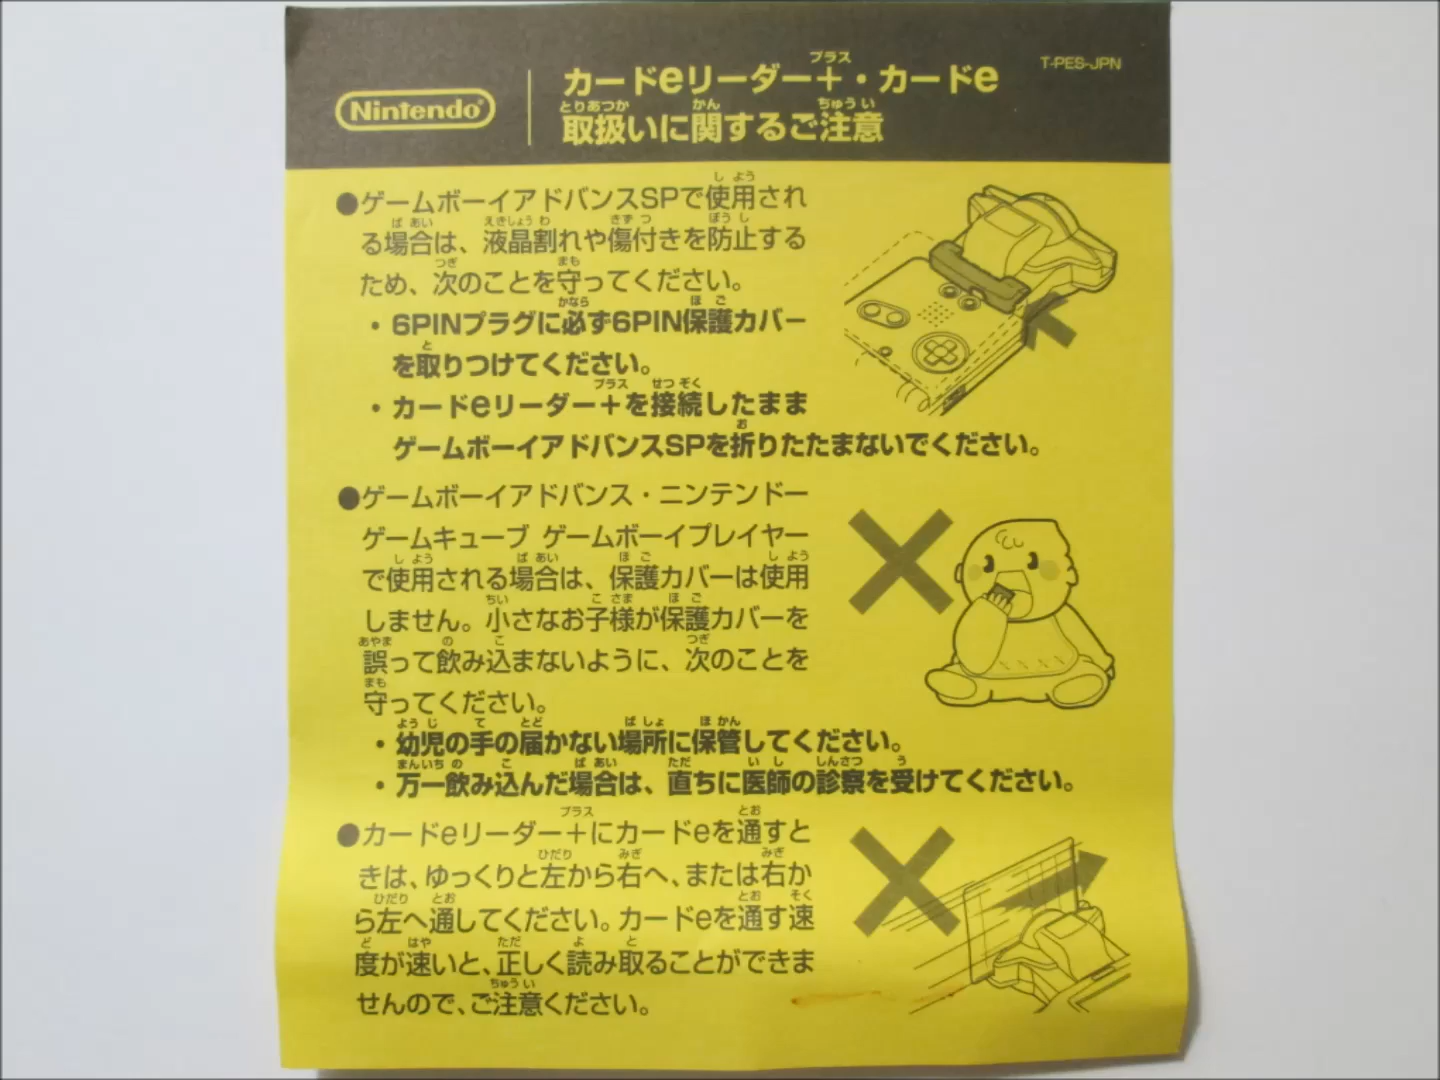 Nintendo®
カードeリーダー+・カードe
取扱いに関するご注意
T-PES-JPN
●ゲームボーイアドバンスSPで使用され
る場合は、液晶割れや傷付きを防止する
ため、次のことを守ってください。
・6PINプラグに必ず6PIN保護カバー
を取りつけてください。
・カードeリーダー+を接続したまま
ゲームボーイアドバンスSPを折りたたまないでください。
●ゲームボーイアドバンス・ニンテンドー
ゲームキューブ ゲームボーイプレイヤー
で使用される場合は、保護カバーは使用
しません。小さなお子様が保護カバーを
誤って飲み込まないように、次のことを
守ってください。
・幼児の手の届かない場所に保管してください。
・万一飲み込んだ場合は、直ちに医師の診察を受けてください。
●カードeリーダー+にカードeを通すと
きは、ゆっくりと左から右へ、または右か
ら左へ通してください。カードeを通す速
度が速いと、正しく読み取ることができま
せんので、ご注意ください。